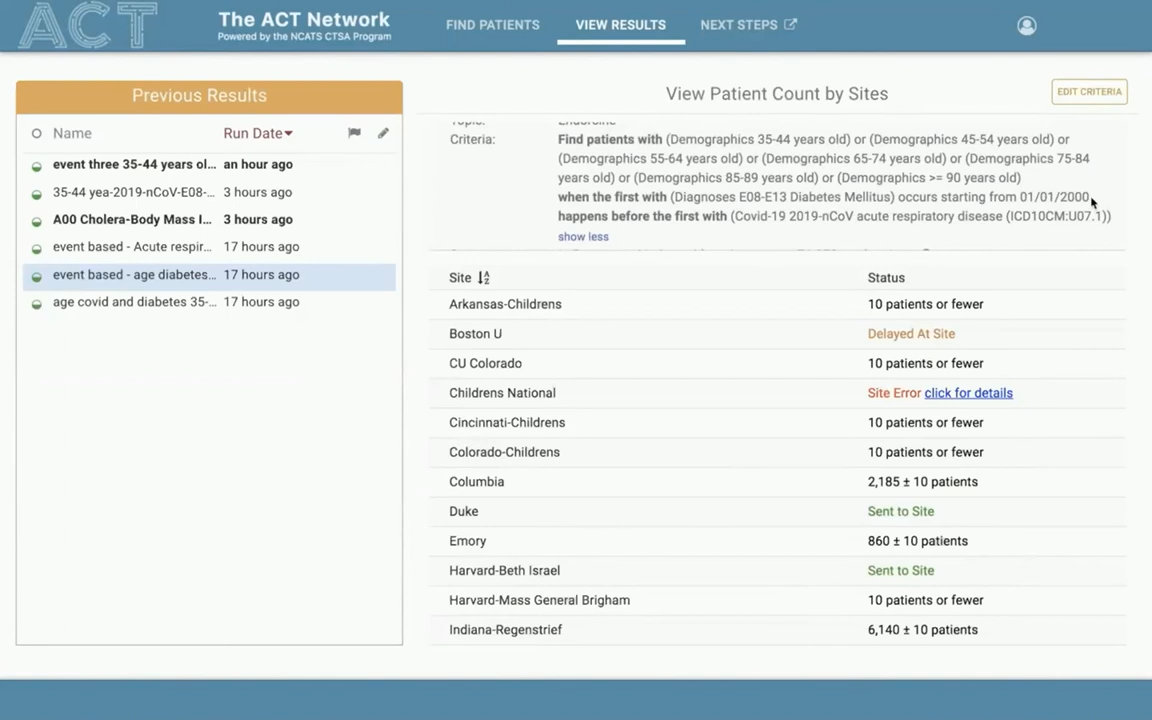 ACT
The ACT Network
Powered by the NCATS CTSA Program
FIND PATIENTS
VIEW RESULTS
NEXT STEPS
Previous Results
Name
Run Date
event three 35-44 years ol... an hour ago
35-44 yea-2019-nCoV-E08-... 3 hours ago
A00 Cholera-Body Mass I... 3 hours ago
event based - Acute respir... 17 hours ago
event based - age diabetes... 17 hours ago
age covid and diabetes 35-... 17 hours ago
View Patient Count by Sites
EDIT CRITERIA
Criteria: Find patients with (Demographics 35-44 years old) or (Demographics 45-54 years old) or
(Demographics 55-64 years old) or (Demographics 65-74 years old) or (Demographics 75-84
years old) or (Demographics 85-89 years old) or (Demographics >= 90 years old)
when the first with (Diagnoses E08-E13 Diabetes Mellitus) occurs starting from 01/01/2000
happens before the first with (Covid-19 2019-nCoV acute respiratory disease (ICD10CM:U07.1))
show less
Site Status
Arkansas-Childrens 10 patients or fewer
Boston U Delayed At Site
CU Colorado 10 patients or fewer
Childrens National Site Error click for details
Cincinnati-Childrens 10 patients or fewer
Colorado-Childrens 10 patients or fewer
Columbia 2,185 ± 10 patients
Duke Sent to Site
Emory 860 ± 10 patients
Harvard-Beth Israel Sent to Site
Harvard-Mass General Brigham 10 patients or fewer
Indiana-Regenstrief 6,140 ± 10 patients